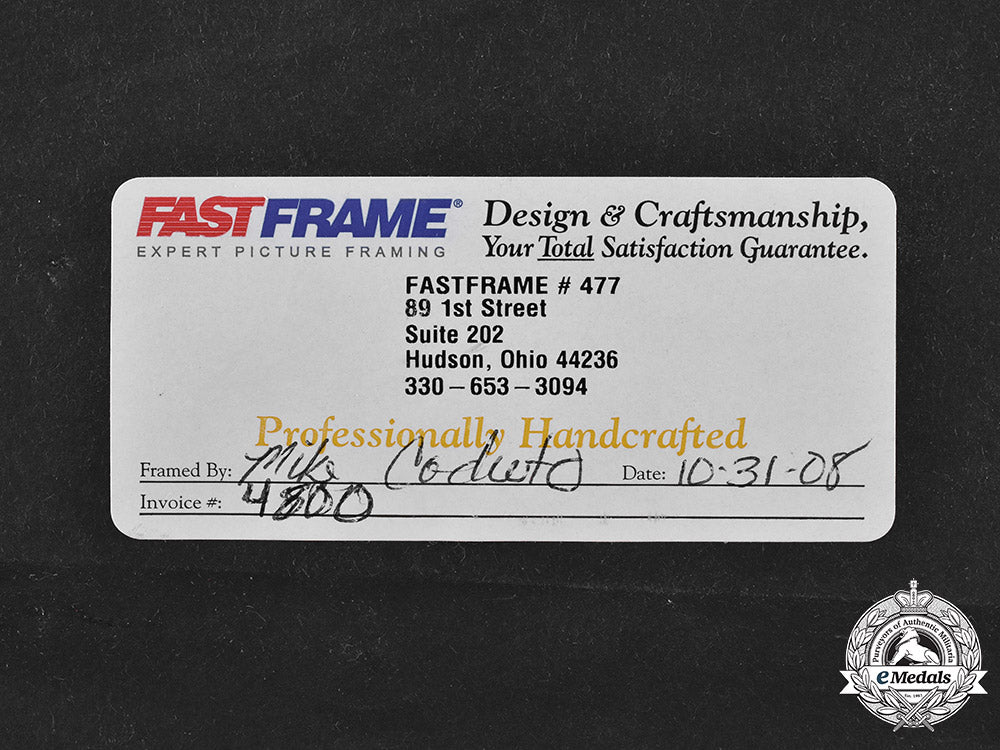 FASTFRAME®
EXPERT PICTURE FRAMING
Design & Craftsmanship,
Your Total Satisfaction Guarantee.
FASTFRAME # 477
89 1st Street
Suite 202
Hudson, Ohio 44236
330-653-3094
Professionally Handcrafted
Framed By: Mike Date: 10-31-08
Invoice #: 4800
Purveyors of Authentic Militaria
eMedals